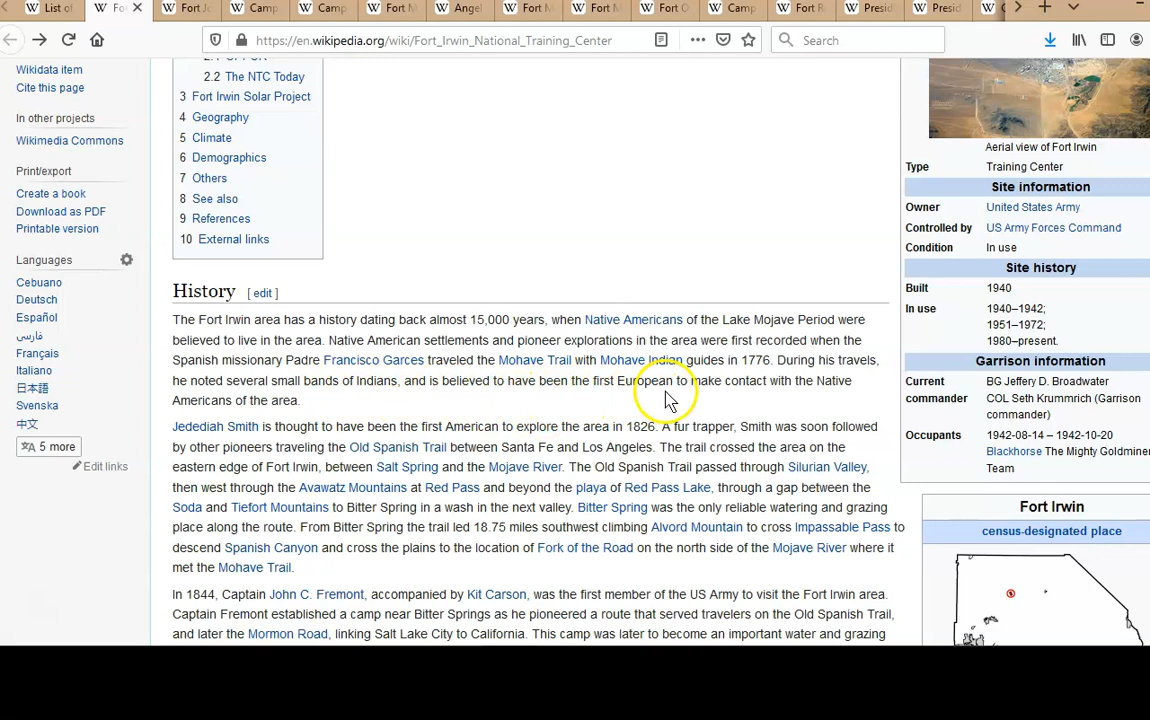 List of
Fo
Fort J
Camp
Camp
Fort M
Angel
Fort M
Fort M
Fort O
Camp
Fort R
Presidi
Presid
https://en.wikipedia.org/wiki/Fort_Irwin_National_Training_Center
Search
Wikidata item
Cite this page
In other projects
Wikimedia Commons
Print/export
Create a book
Download as PDF
Printable version
Languages
Cebuano
Deutsch
Español
فارسی
Français
Italiano
日本語
Svenska
中文
5 more
Edit links
2.2 The NTC Today
3 Fort Irwin Solar Project
4 Geography
5 Climate
6 Demographics
7 Others
8 See also
9 References
10 External links
History [ edit ]
The Fort Irwin area has a history dating back almost 15,000 years, when Native Americans of the Lake Mojave Period were
believed to live in the area. Native American settlements and pioneer explorations in the area were first recorded when the
Spanish missionary Padre Francisco Garces traveled the Mohave Trail with Mohave Indian guides in 1776. During his travels,
he noted several small bands of Indians, and is believed to have been the first European to make contact with the Native
Americans of the area.
Jedediah Smith is thought to have been the first American to explore the area in 1826. A fur trapper, Smith was soon followed
by other pioneers traveling the Old Spanish Trail between Santa Fe and Los Angeles. The trail crossed the area on the
eastern edge of Fort Irwin, between Salt Spring and the Mojave River. The Old Spanish Trail passed through Silurian Valley,
then west through the Avawatz Mountains at Red Pass and beyond the playa of Red Pass Lake, through a gap between the
Soda and Tiefort Mountains to Bitter Spring in a wash in the next valley. Bitter Spring was the only reliable watering and grazing
place along the route. From Bitter Spring the trail led 18.75 miles southwest climbing Alvord Mountain to cross Impassable Pass to
descend Spanish Canyon and cross the plains to the location of Fork of the Road on the north side of the Mojave River where it
met the Mohave Trail.
In 1844, Captain John C. Fremont, accompanied by Kit Carson, was the first member of the US Army to visit the Fort Irwin area.
Captain Fremont established a camp near Bitter Springs as he pioneered a route that served travelers on the Old Spanish Trail,
and later the Mormon Road, linking Salt Lake City to California. This camp was later to become an important water and grazing
Aerial view of Fort Irwin
Type Training Center
Site information
Owner United States Army
Controlled by US Army Forces Command
Condition In use
Site history
Built 1940
In use 1940–1942;
1951–1972;
1980–present.
Garrison information
Current BG Jeffery D. Broadwater
commander COL Seth Krummrich (Garrison
commander)
Occupants 1942-08-14 – 1942-10-20
Blackhorse The Mighty Goldminer
Team
Fort Irwin
census-designated place